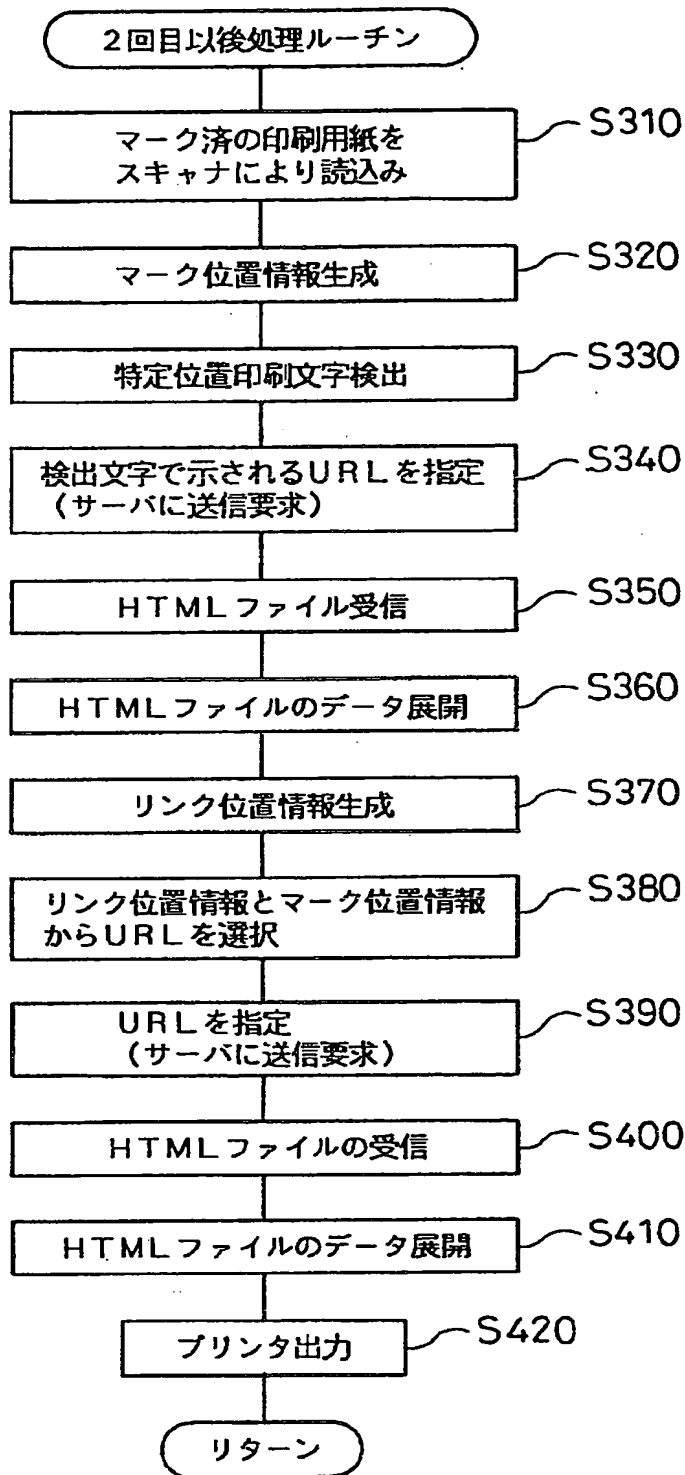 2回目以後処理ルーチン
マーク済の印刷用紙を
スキャナにより読込み
S310
マーク位置情報生成
S320
特定位置印刷文字検出
S330
検出文字で示されるURLを指定
(サーバに送信要求)
S340
HTMLファイル受信
S350
HTMLファイルのデータ展開
S360
リンク位置情報生成
S370
リンク位置情報とマーク位置情報
からURLを選択
S380
URLを指定
(サーバに送信要求)
S390
HTMLファイルの受信
S400
HTMLファイルのデータ展開
S410
プリンタ出力
S420
リターン